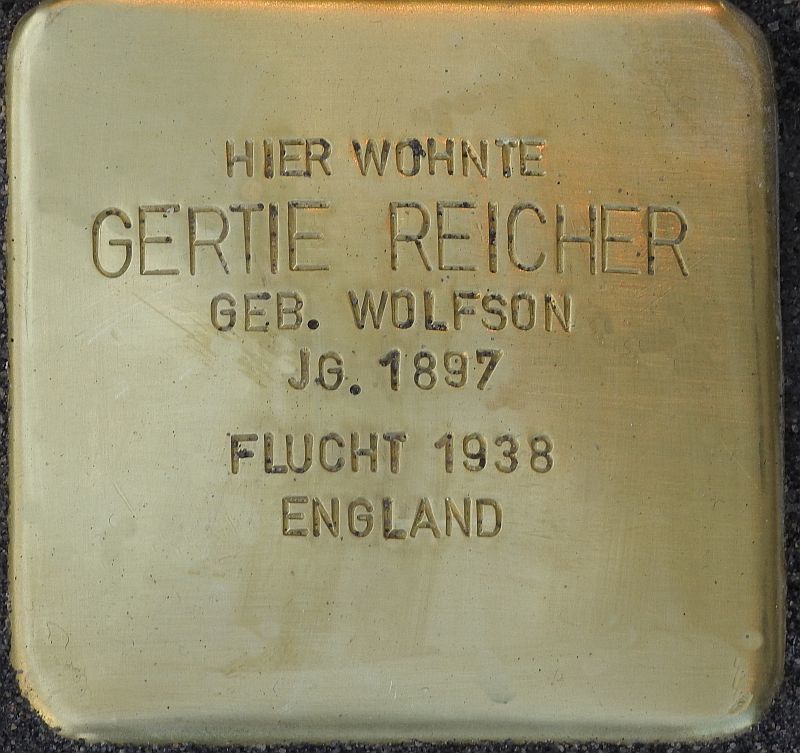 HIER WOHNTE
GERTIE REICHER
GEB. WOLFSON
JG. 1897
FLUCHT 1938
ENGLAND